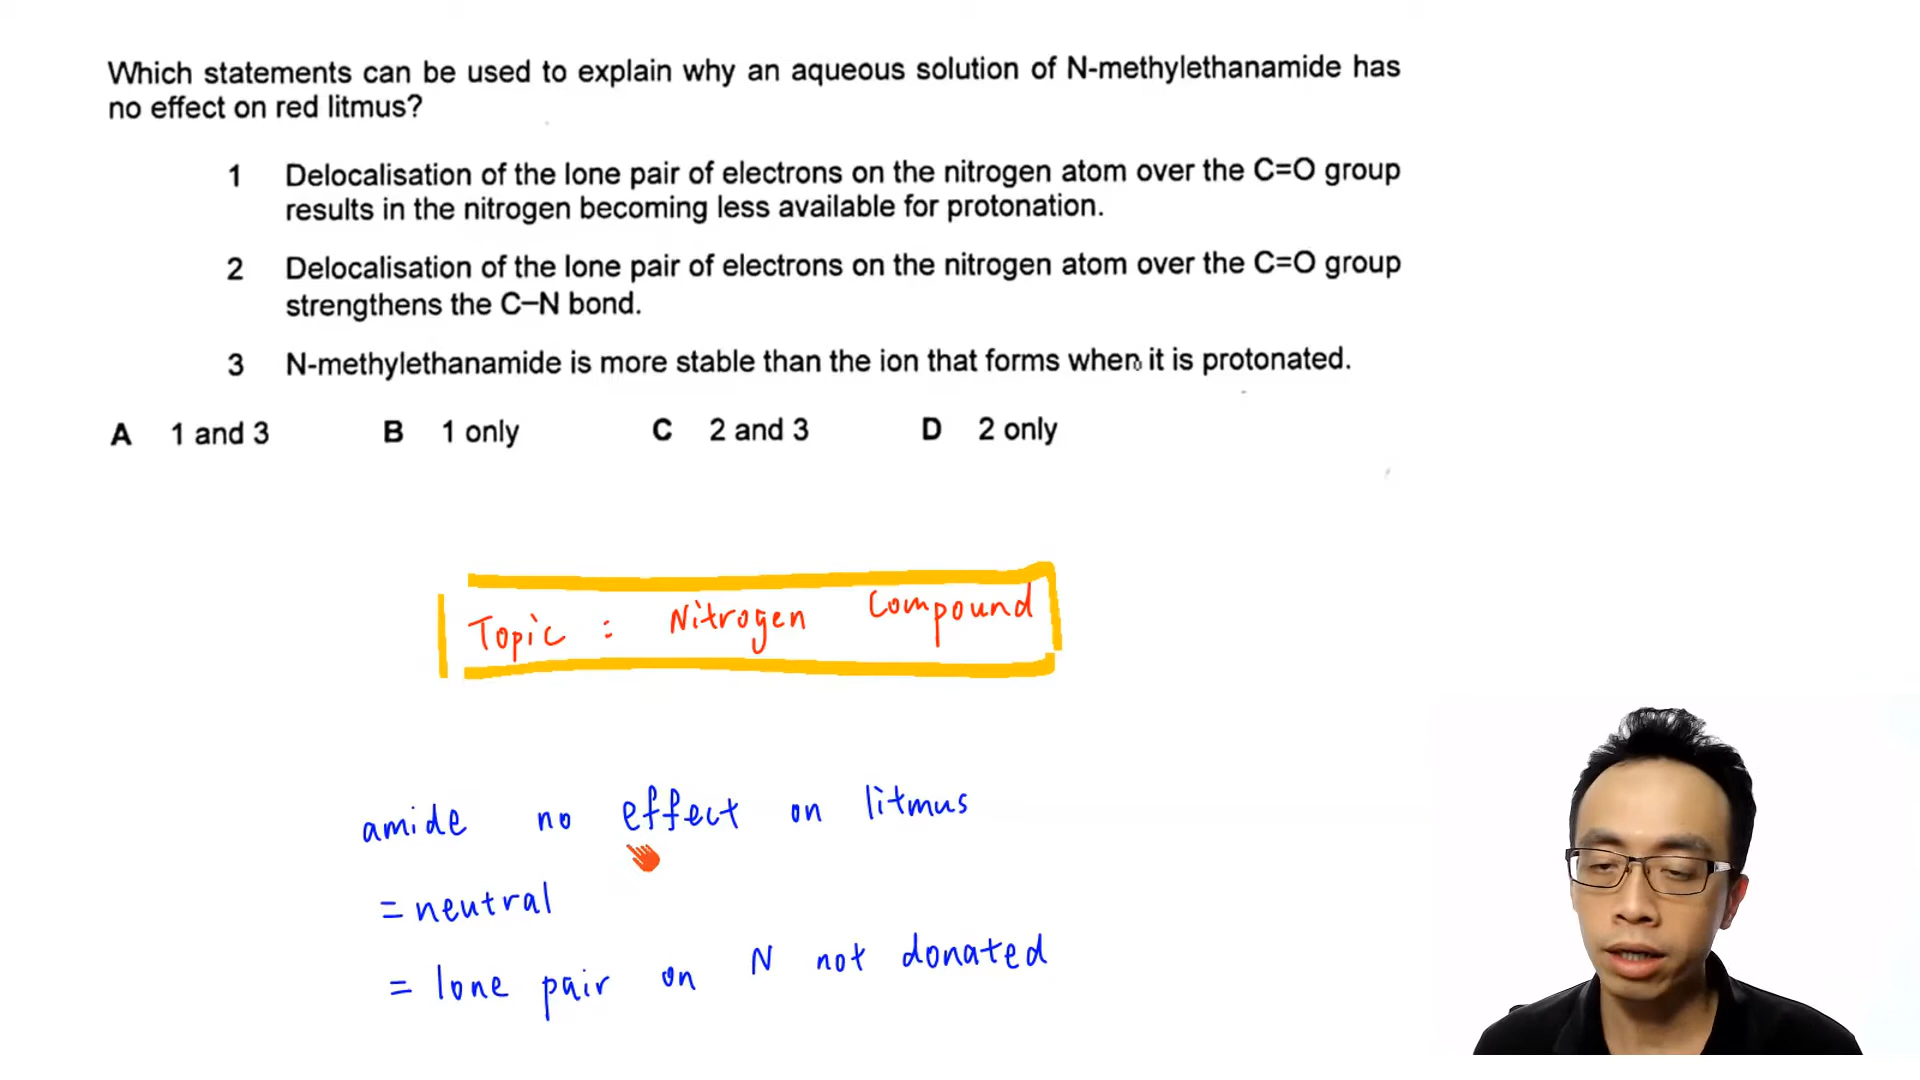 Which statements can be used to explain why an aqueous solution of N-methylethanamide has
no effect on red litmus?
1 Delocalisation of the lone pair of electrons on the nitrogen atom over the C=O group
results in the nitrogen becoming less available for protonation.
2 Delocalisation of the lone pair of electrons on the nitrogen atom over the C=O group
strengthens the C–N bond.
3 N-methylethanamide is more stable than the ion that forms when it is protonated.
A 1 and 3 B 1 only C 2 and 3 D 2 only
Topic : Nitrogen Compound
amide no effect on litmus
= neutral
= lone pair on N not donated